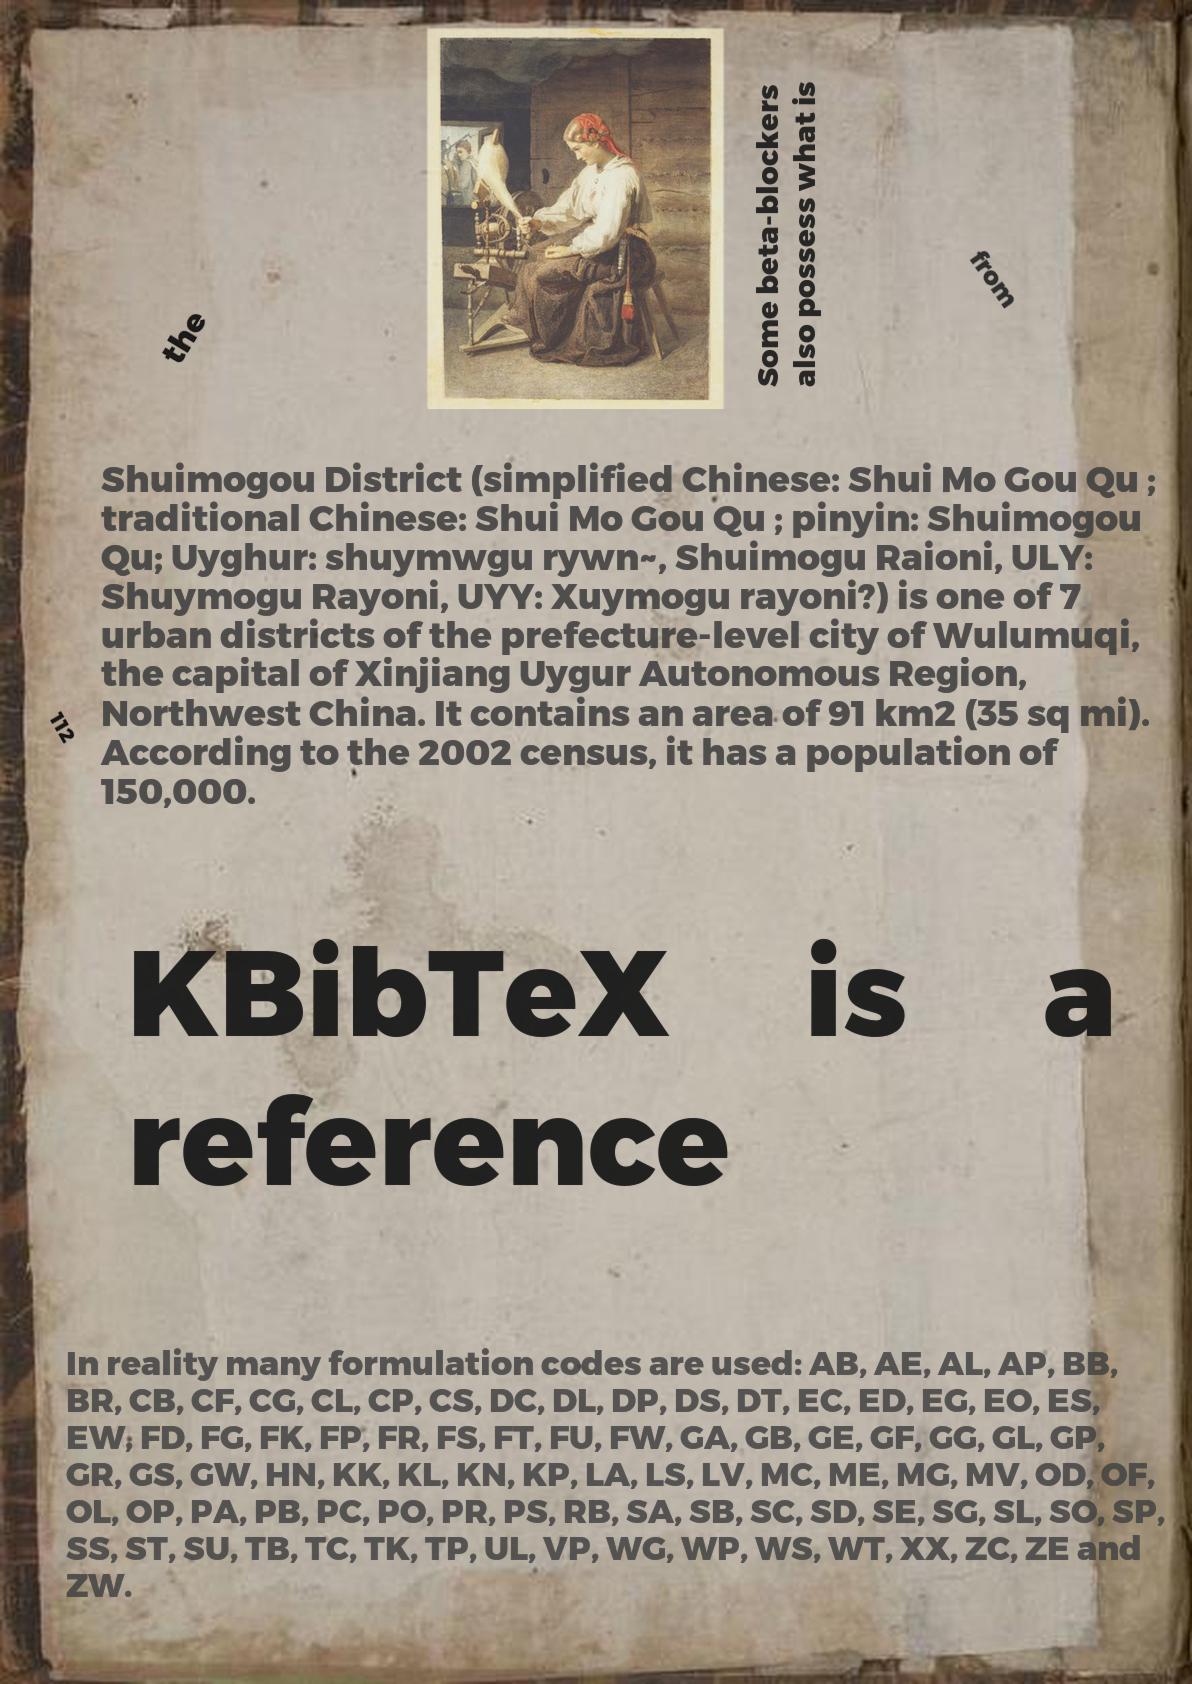 Some beta-blockers
also possess what is
from
the
Shuimogou District (simplified Chinese: Shui Mo Gou Qu ;
traditional Chinese: Shui Mo Gou Qu ; pinyin: Shuimogou
Qu; Uyghur: shuymwgu rywn~, Shuimogu Raioni, ULY:
Shuymogu Rayoni, UYY: Xuymogu rayoni?) is one of 7
urban districts of the prefecture-level city of Wulumuqi,
the capital of Xinjiang Uygur Autonomous Region,
Northwest China. It contains an area of 91 km2 (35 sq mi).
According to the 2002 census, it has a population of
150,000.
112
KBibTeX is a
reference
In reality many formulation codes are used: AB, AE, AL, AP, BB,
BR, CB, CF, CG, CL, CP, CS, DC, DL, DP, DS, DT, EC, ED, EG, EO, ES,
EW; FD, FG, FK, FP, FR, FS, FT, FU, FW, GA, GB, GE, GF, GG, GL, GP,
GR, GS, GW, HN, KK, KL, KN, KP, LA, LS, LV, MC, ME, MG, MV, OD, OF,
OL, OP, PA, PB, PC, PO, PR, PS, RB, SA, SB, SC, SD, SE, SG, SL, SO, SP,
SS, ST, SU, TB, TC, TK, TP, UL, VP, WG, WP, WS, WT, XX, ZC, ZE and
ZW.